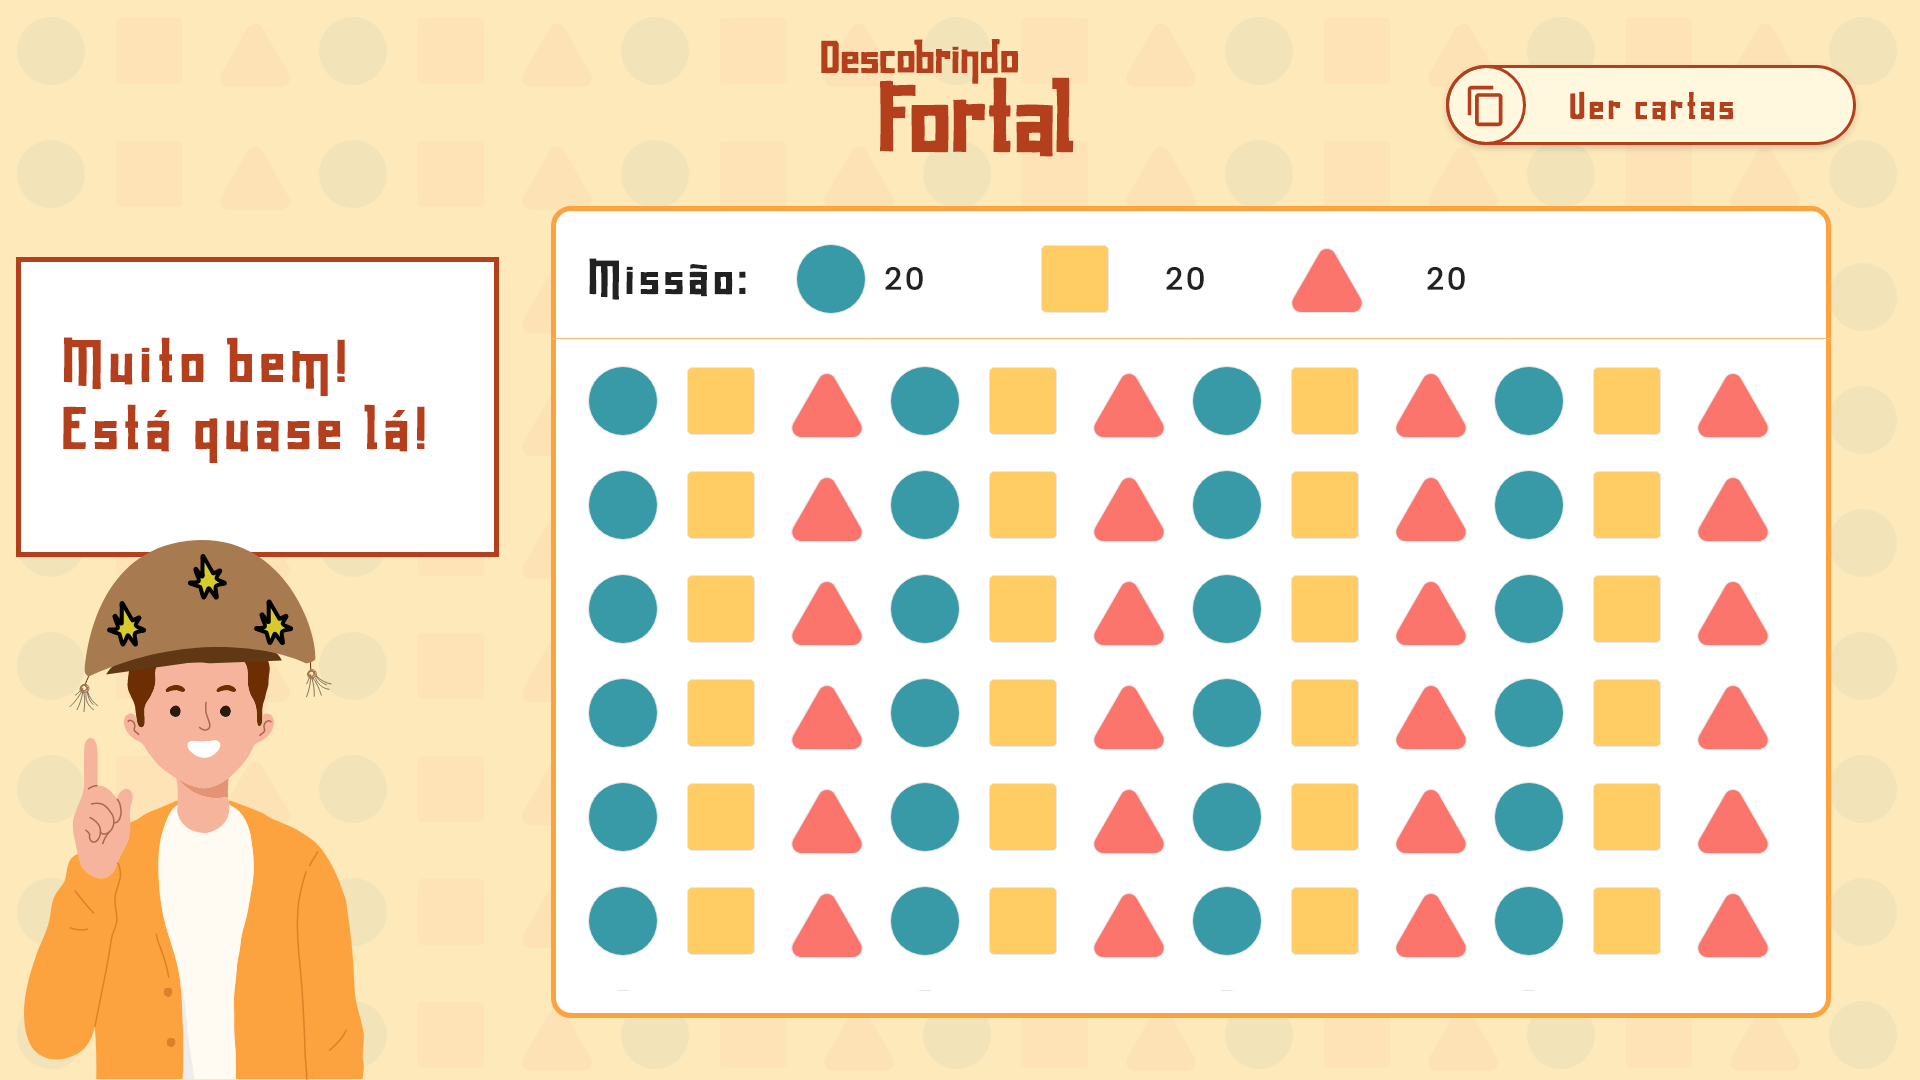 Descobrindo
Fortal
Ver cartas
Missão: 20 20 20
Muito bem!
Está quase lá!